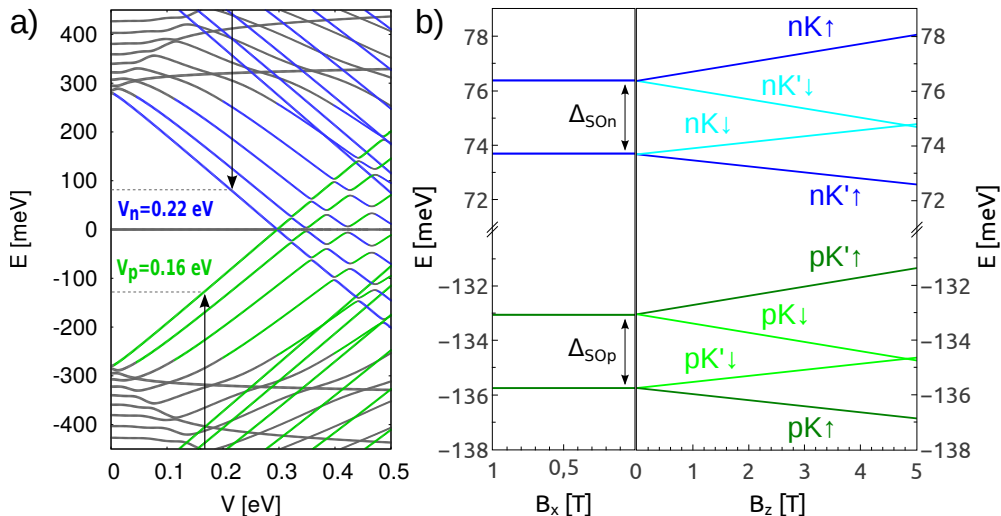 a)
400
300
200
100
0
-100
-200
-300
-400
E [meV]
Vn=0.22 eV
Vp=0.16 eV
0
0.1
0.2
0.3
0.4
0.5
V [eV]
b)
78
76
74
72
−132
−133
−134
−136
−138
E [meV]
ΔSOn
ΔSOp
nK↑
nK'↓
nK↓
nK'↑
pK'↑
pK↓
pK'↓
pK↑
78
76
74
72
−132
−133
−134
−136
−138
E [meV]
1
0,5
0
Bx [T]
0
1
2
3
4
5
Bz [T]